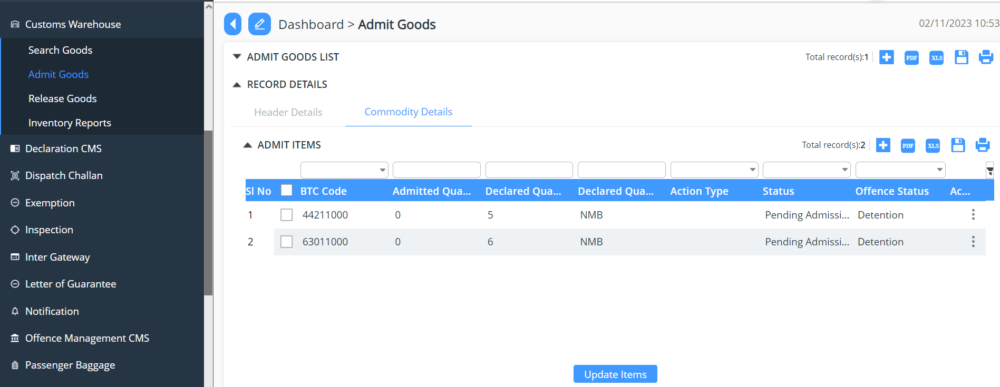 Customs Warehouse
Search Goods
Admit Goods
Release Goods
Inventory Reports
Declaration CMS
Dispatch Challan
Exemption
Inspection
Inter Gateway
Letter of Guarantee
Notification
Offence Management CMS
Passenger Baggage
Dashboard > Admit Goods
02/11/2023 10:53
ADMIT GOODS LIST
Total record(s):1
PDF
XLS
RECORD DETAILS
Header Details
Commodity Details
ADMIT ITEMS
Total record(s):2
PDF
XLS
Sl No BTC Code Admitted Qua... Declared Qua... Declared Qua... Action Type Status Offence Status Ac...
1 44211000 0 5 NMB Pending Admissi... Detention
2 63011000 0 6 NMB Pending Admissi... Detention
Update Items